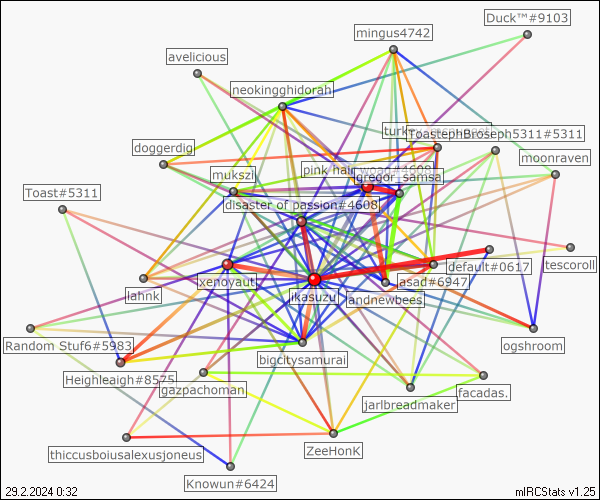 Duck™#9103
mingus4742
avelicious
neokingghidorah
ToastephBroseph5311#5311
doggerdig
moonraven
mukszi
pink hair
gregor_samsa
Toast#5311
disaster of passion#4608
tescoroll
default#0617
xenoyaut
asad#6947
lahnk
ikasuzu
andnewbees
Random Stuf6#5983
ogshroom
bigcitysamurai
Heighleaigh#8575
gazpachoman
facadas.
jarlbreadmaker
ZeeHonK
thiccusboiusalexusjoneus
Knowun#6424
29.2.2024 0:32
mIRCStats v1.25